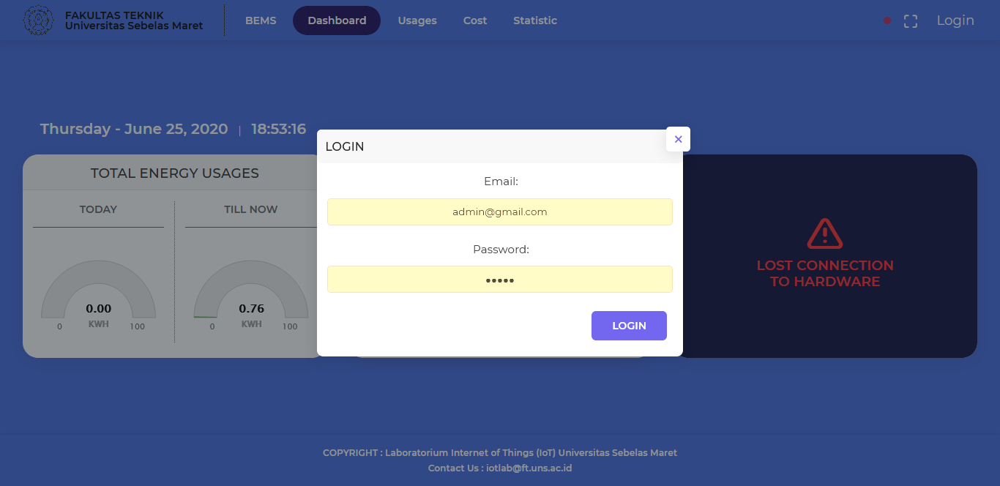 FAKULTAS TEKNIK
Universitas Sebelas Maret
BEMS
Dashboard
Usages
Cost
Statistic
Login
Thursday - June 25, 2020 | 18:53:16
TOTAL ENERGY USAGES
TODAY
TILL NOW
0.00
KWH
0
100
0.76
KWH
0
100
LOGIN
×
Email:
admin@gmail.com
Password:
•••••
LOGIN
LOST CONNECTION
TO HARDWARE
COPYRIGHT : Laboratorium Internet of Things (IoT) Universitas Sebelas Maret
Contact Us : iotlab@ft.uns.ac.id